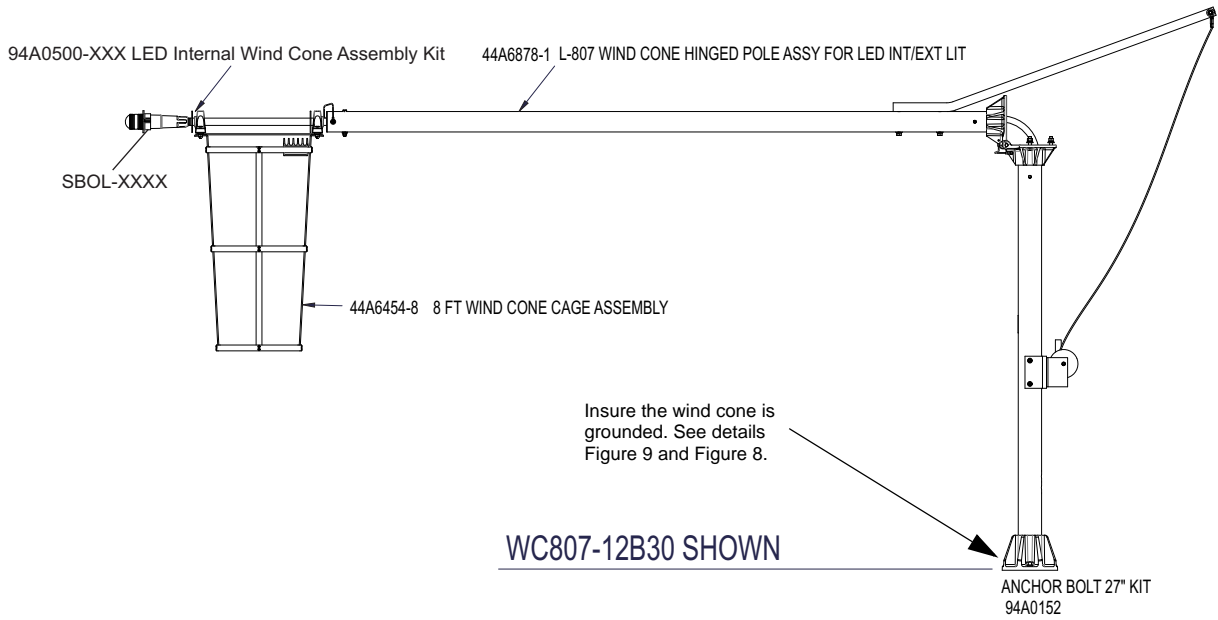 94A0500-XXX LED Internal Wind Cone Assembly Kit
44A6878-1 L-807 WIND CONE HINGED POLE ASSY FOR LED INT/EXT LIT
SBOL-XXXX
44A6454-8 8 FT WIND CONE CAGE ASSEMBLY
Insure the wind cone is
grounded. See details
Figure 9 and Figure 8.
WC807-12B30 SHOWN
ANCHOR BOLT 27" KIT
94A0152